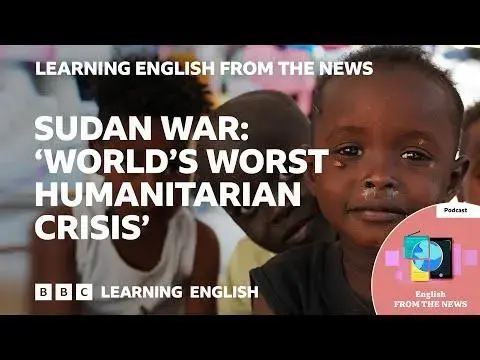 LEARNING ENGLISH FROM THE NEWS
SUDAN WAR:
‘WORLD’S WORST
HUMANITARIAN
CRISIS’
BBC LEARNING ENGLISH
Podcast
English
FROM THE NEWS